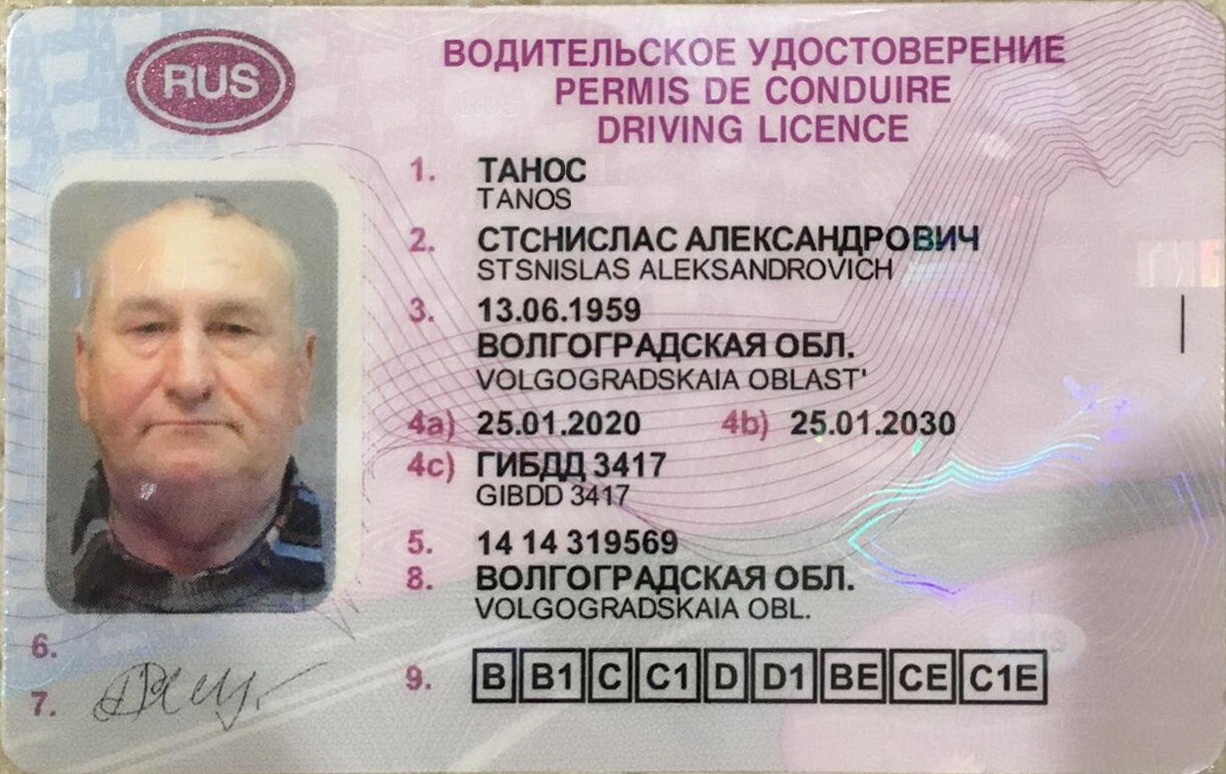 RUS
ВОДИТЕЛЬСКОЕ УДОСТОВЕРЕНИЕ
PERMIS DE CONDUIRE
DRIVING LICENCE
1. ТАНОС
TANOS
2. СТСНИСЛАС АЛЕКСАНДРОВИЧ
STSNISLAS ALEKSANDROVICH
3. 13.06.1959
ВОЛГОГРАДСКАЯ ОБЛ.
VOLGOGRADSKAIA OBLAST'
4a) 25.01.2020 4b) 25.01.2030
4c) ГИБДД 3417
GIBDD 3417
5. 14 14 319569
8. ВОЛГОГРАДСКАЯ ОБЛ.
VOLGOGRADSKAIA OBL.
6.
7.
9. B B1 C C1 D D1 BE CE C1E